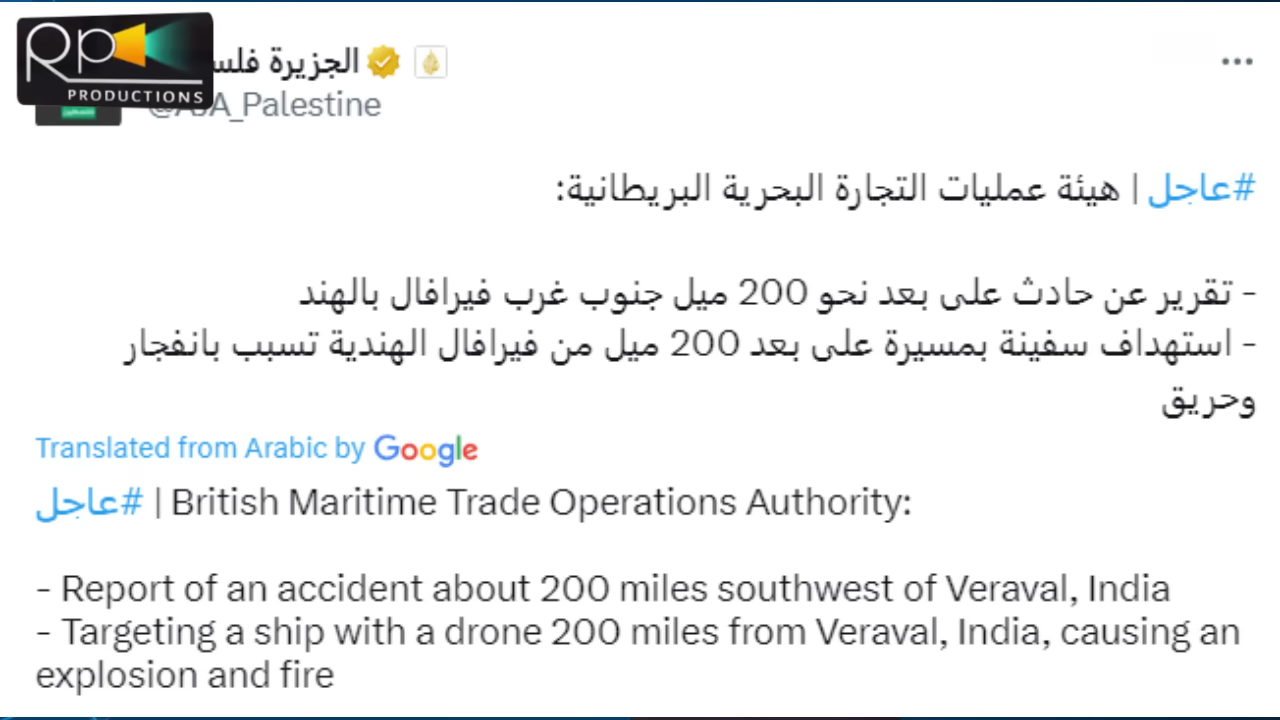 Rp
PRODUCTIONS
الجزيرة
_Palestine
فلسطين
#عاجل | هيئة عمليات التجارة البحرية البريطانية:
- تقرير عن حادث على بعد نحو 200 ميل جنوب غرب فيرافال بالهند
- استهداف سفينة بمسيرة على بعد 200 ميل من فيرافال الهندية تسبب بانفجار
وحريق
Translated from Arabic by Google
#عاجل | British Maritime Trade Operations Authority:
- Report of an accident about 200 miles southwest of Veraval, India
- Targeting a ship with a drone 200 miles from Veraval, India, causing an
explosion and fire